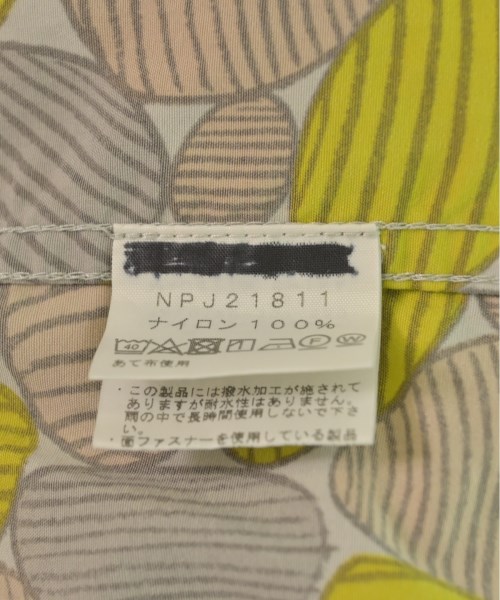 NPJ21811
ナイロン 100%
40 F W
あて布使用
・この製品には撥水加工が施されて
ありますが耐水性はありません。
雨の中で長時間使用しないで下さ
い。
・面ファスナーを使用している製品